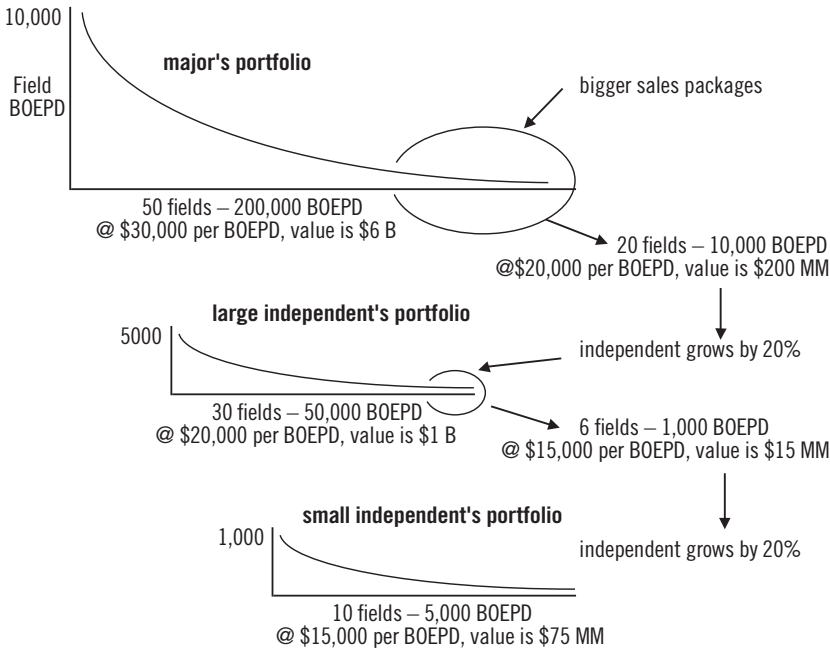 10,000
major's portfolio
Field
BOEPD
bigger sales packages
50 fields – 200,000 BOEPD
@ $30,000 per BOEPD, value is $6 B
20 fields – 10,000 BOEPD
@$20,000 per BOEPD, value is $200 MM
large independent's portfolio
5000
independent grows by 20%
30 fields – 50,000 BOEPD
@ $20,000 per BOEPD, value is $1 B
6 fields – 1,000 BOEPD
@ $15,000 per BOEPD, value is $15 MM
small independent's portfolio
1,000
independent grows by 20%
10 fields – 5,000 BOEPD
@ $15,000 per BOEPD, value is $75 MM